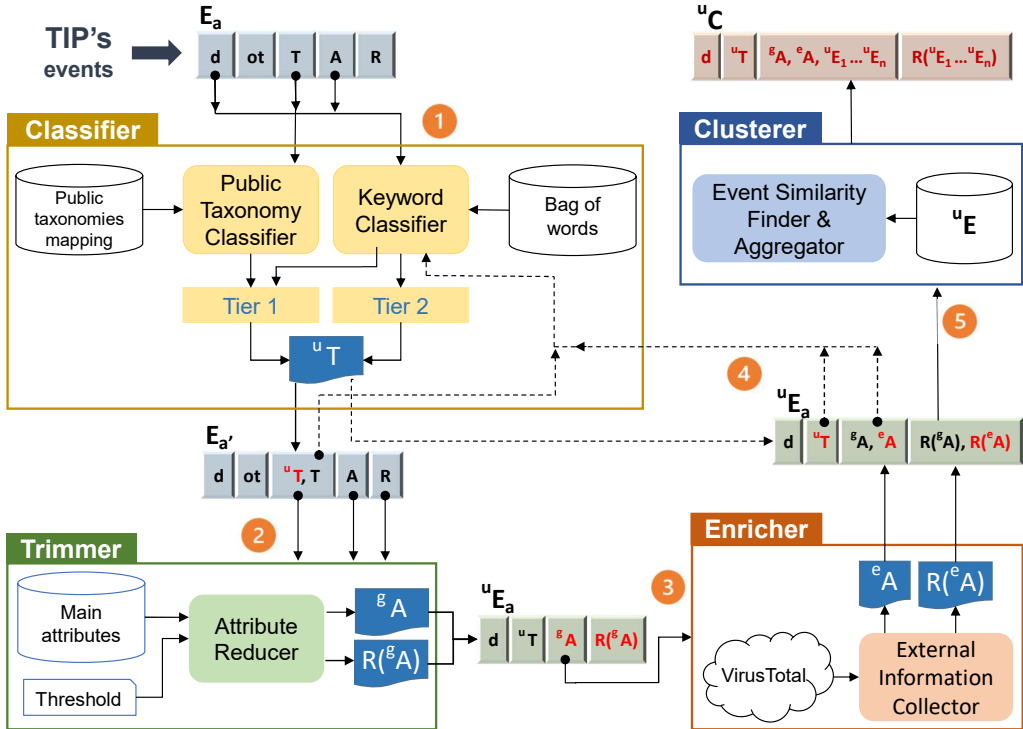 TIP's
events
Eₐ
d ot T A R
ᵘC
d ᵘT ᵍA, ᵉA, ᵘE₁...ᵘEₙ R(ᵘE₁...ᵘEₙ)
1
Classifier
Public
taxonomies
mapping
Public
Taxonomy
Classifier
Keyword
Classifier
Bag of
words
Tier 1
Tier 2
ᵘT
Clusterer
Event Similarity
Finder &
Aggregator
ᵘE
5
4
ᵘEₐ
d ᵘT ᵍA, ᵉA R(ᵍA), R(ᵉA)
Eₐ′
d ot ᵘT, T A R
2
Trimmer
Main
attributes
Threshold
Attribute
Reducer
ᵍA
R(ᵍA)
ᵘEₐ
d ᵘT ᵍA R(ᵍA)
3
Enricher
ᵉA
R(ᵉA)
VirusTotal
External
Information
Collector